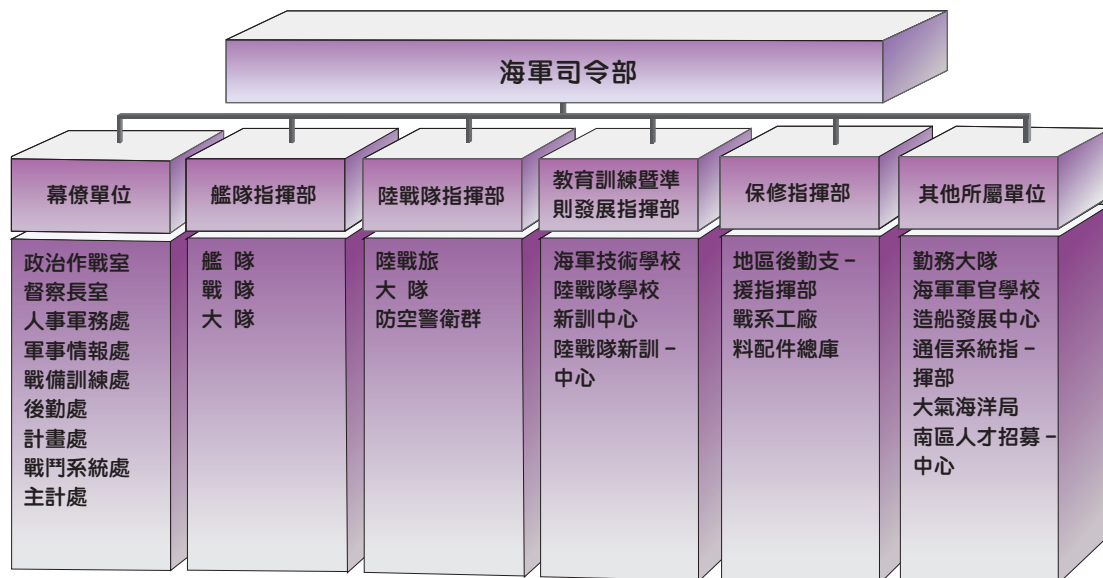 海軍司令部
幕僚單位
政治作戰室
督察長室
人事軍務處
軍事情報處
戰備訓練處
後勤處
計畫處
戰鬥系統處
主計處
艦隊指揮部
艦 隊
戰 隊
大 隊
陸戰隊指揮部
陸戰旅
大 隊
防空警衛群
教育訓練暨準
則發展指揮部
海軍技術學校
陸戰隊學校
新訓中心
陸戰隊新訓－
中心
保修指揮部
地區後勤支－
援指揮部
戰系工廠
料配件總庫
其他所屬單位
勤務大隊
海軍軍官學校
造船發展中心
通信系統指－
揮部
大氣海洋局
南區人才招募－
中心